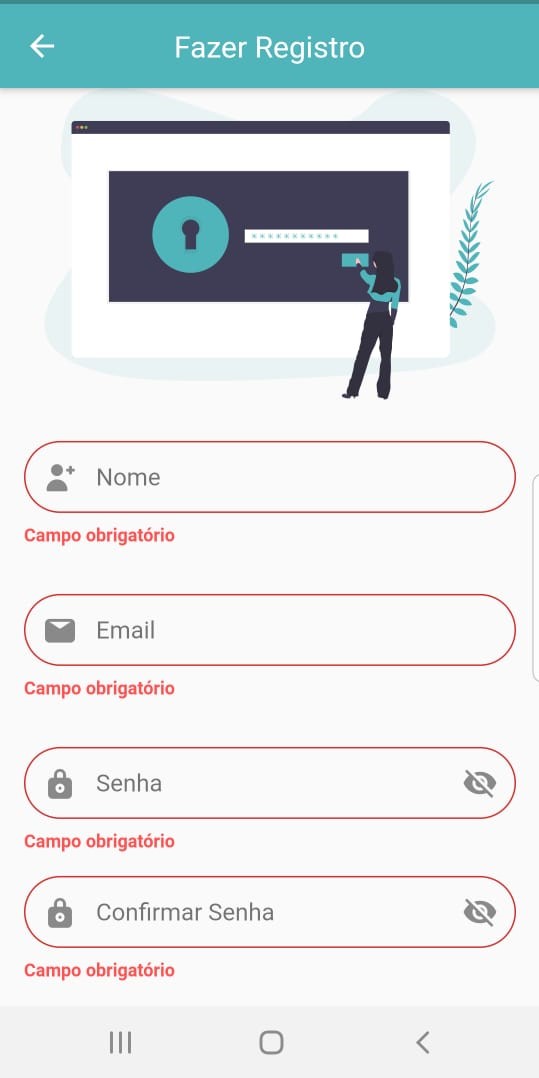 Fazer Registro
***********
Nome
Campo obrigatório
Email
Campo obrigatório
Senha
Campo obrigatório
Confirmar Senha
Campo obrigatório